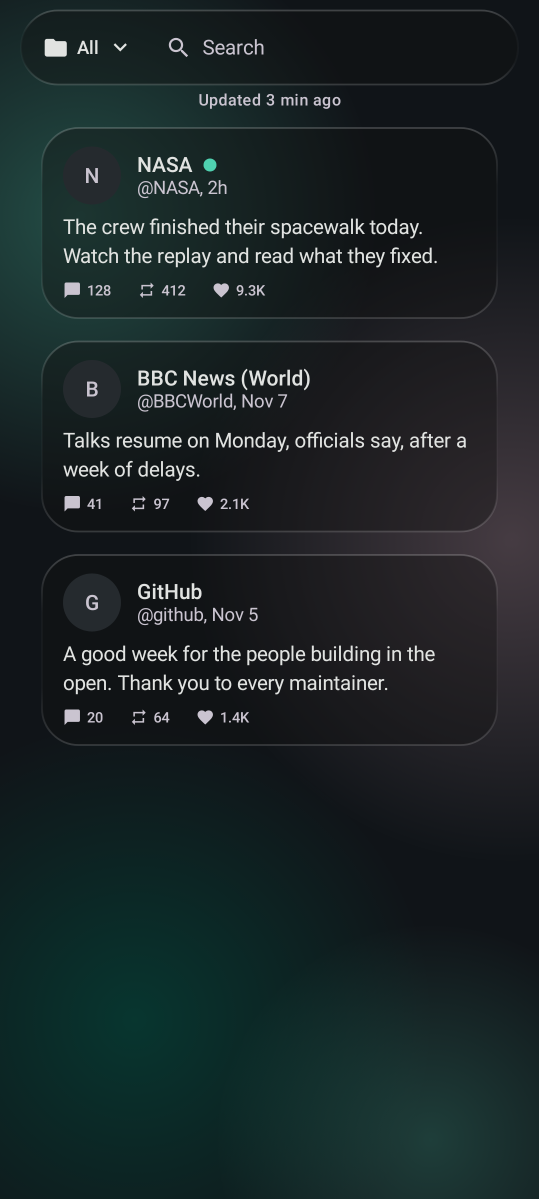 All Search
Updated 3 min ago
N NASA
@NASA, 2h
The crew finished their spacewalk today.
Watch the replay and read what they fixed.
128 412 9.3K
B BBC News (World)
@BBCWorld, Nov 7
Talks resume on Monday, officials say, after a
week of delays.
41 97 2.1K
G GitHub
@github, Nov 5
A good week for the people building in the
open. Thank you to every maintainer.
20 64 1.4K